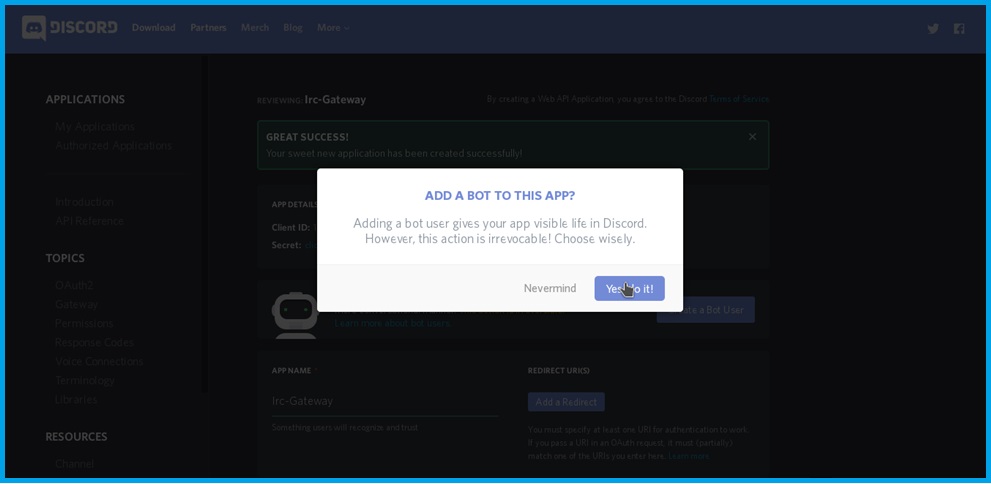 DISCORD Download Partners Merch Blog More
APPLICATIONS
My Applications
Authorized Applications
Introduction
API Reference
TOPICS
OAuth2
Gateway
Permissions
Response Codes
Voice Connections
Terminology
Libraries
RESOURCES
Channel
REVIEWING: Irc-Gateway
By creating a Web API Application, you agree to the Discord Terms of Service
GREAT SUCCESS!
Your sweet new application has been created successfully!
APP DETAILS
Client ID:
Secret:
ADD A BOT TO THIS APP?
Adding a bot user gives your app visible life in Discord.
However, this action is irrevocable! Choose wisely.
Nevermind
Yes, do it!
Learn more about bot users
a Bot User
APP NAME
Irc-Gateway
Something users will recognize and trust
REDIRECT URI(S)
Add a Redirect
You must specify at least one URI for authentication to work.
If you pass a URI in an OAuth request, it must (partially)
match one of the URIs you enter here. Learn more